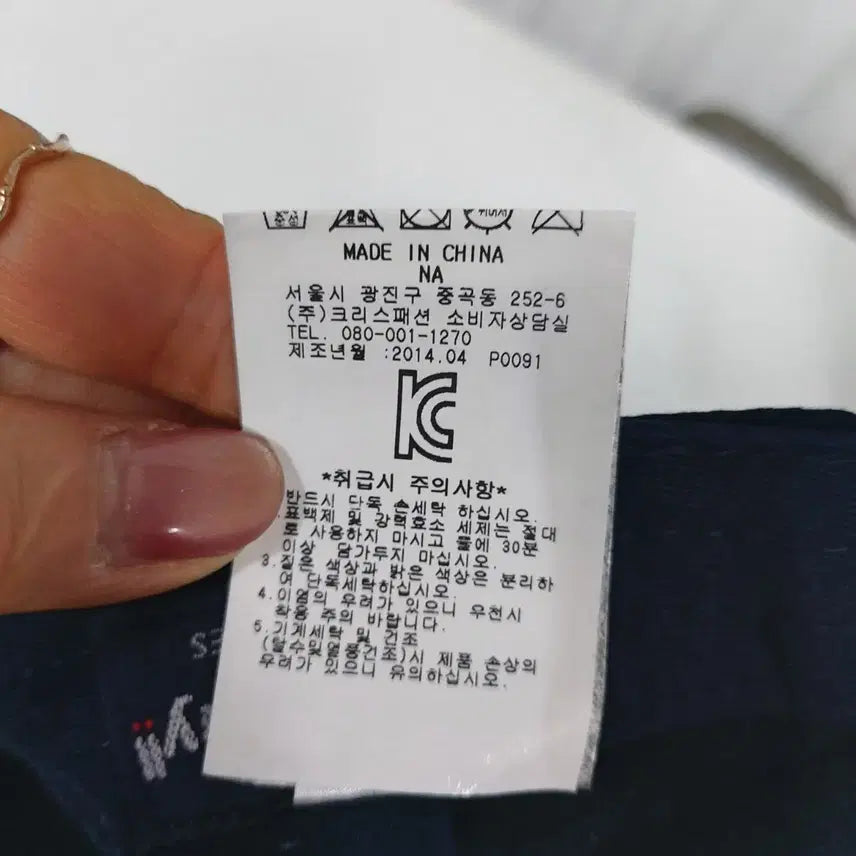 MADE IN CHINA
NA
서울시 광진구 중곡동 252-6
(주)크리스패션 소비자상담실
TEL. 080-001-1270
제조년월 :2014.04 P0091
KC
*취급시 주의사항*
반드시 단독 손세탁 하십시오.
표백제 및 강력효소 세제는 절대
로 사용하지 마시고 물에 30분
이상 담가두지 마십시오.
3.짙은 색상과 밝은 색상은 분리하
여 단독세탁하십시오.
4.이염의 우려가 있으니 우천시
착용 주의 바랍니다.
5.기계세탁 및 건조
(탈수및열풍건조)시 제품 손상의
우려가 있으니 유의하십시오.